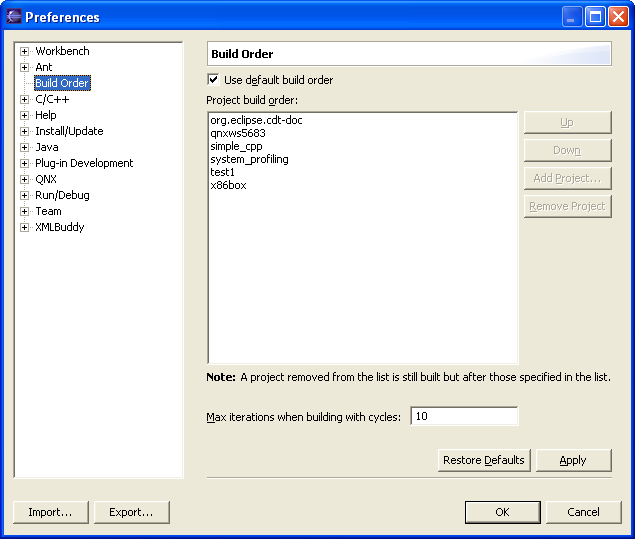 Preferences
Workbench
Ant
Build Order
C/C++
Help
Install/Update
Java
Plug-in Development
QNX
Run/Debug
Team
XMLBuddy
Build Order
Use default build order
Project build order:
org.eclipse.cdt-doc
qnxws5683
simple_cpp
system_profiling
test1
x86box
Up
Down
Add Project...
Remove Project
Note: A project removed from the list is still built but after those specified in the list.
Max iterations when building with cycles: 10
Restore Defaults Apply
Import... Export... OK Cancel